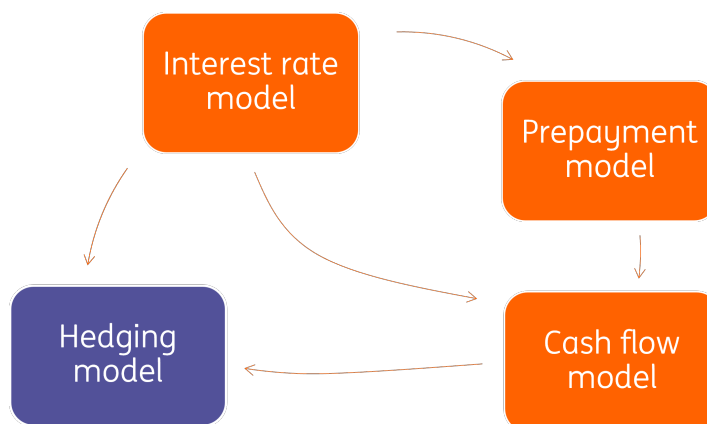 Interest rate
model
Prepayment
model
Hedging
model
Cash flow
model